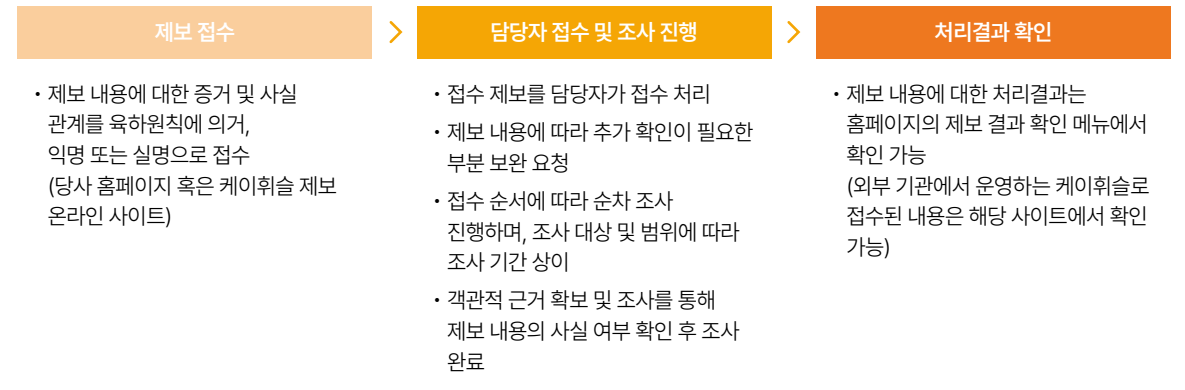 제보 접수
• 제보 내용에 대한 증거 및 사실
관계를 육하원칙에 의거,
익명 또는 실명으로 접수
(당사 홈페이지 혹은 케이휘슬 제보
온라인 사이트)
담당자 접수 및 조사 진행
• 접수 제보를 담당자가 접수 처리
• 제보 내용에 따라 추가 확인이 필요한
부분 보완 요청
• 접수 순서에 따라 순차 조사
진행하며, 조사 대상 및 범위에 따라
조사 기간 상이
• 객관적 근거 확보 및 조사를 통해
제보 내용의 사실 여부 확인 후 조사
완료
처리결과 확인
• 제보 내용에 대한 처리결과는
홈페이지의 제보 결과 확인 메뉴에서
확인 가능
(외부 기관에서 운영하는 케이휘슬로
접수된 내용은 해당 사이트에서 확인
가능)